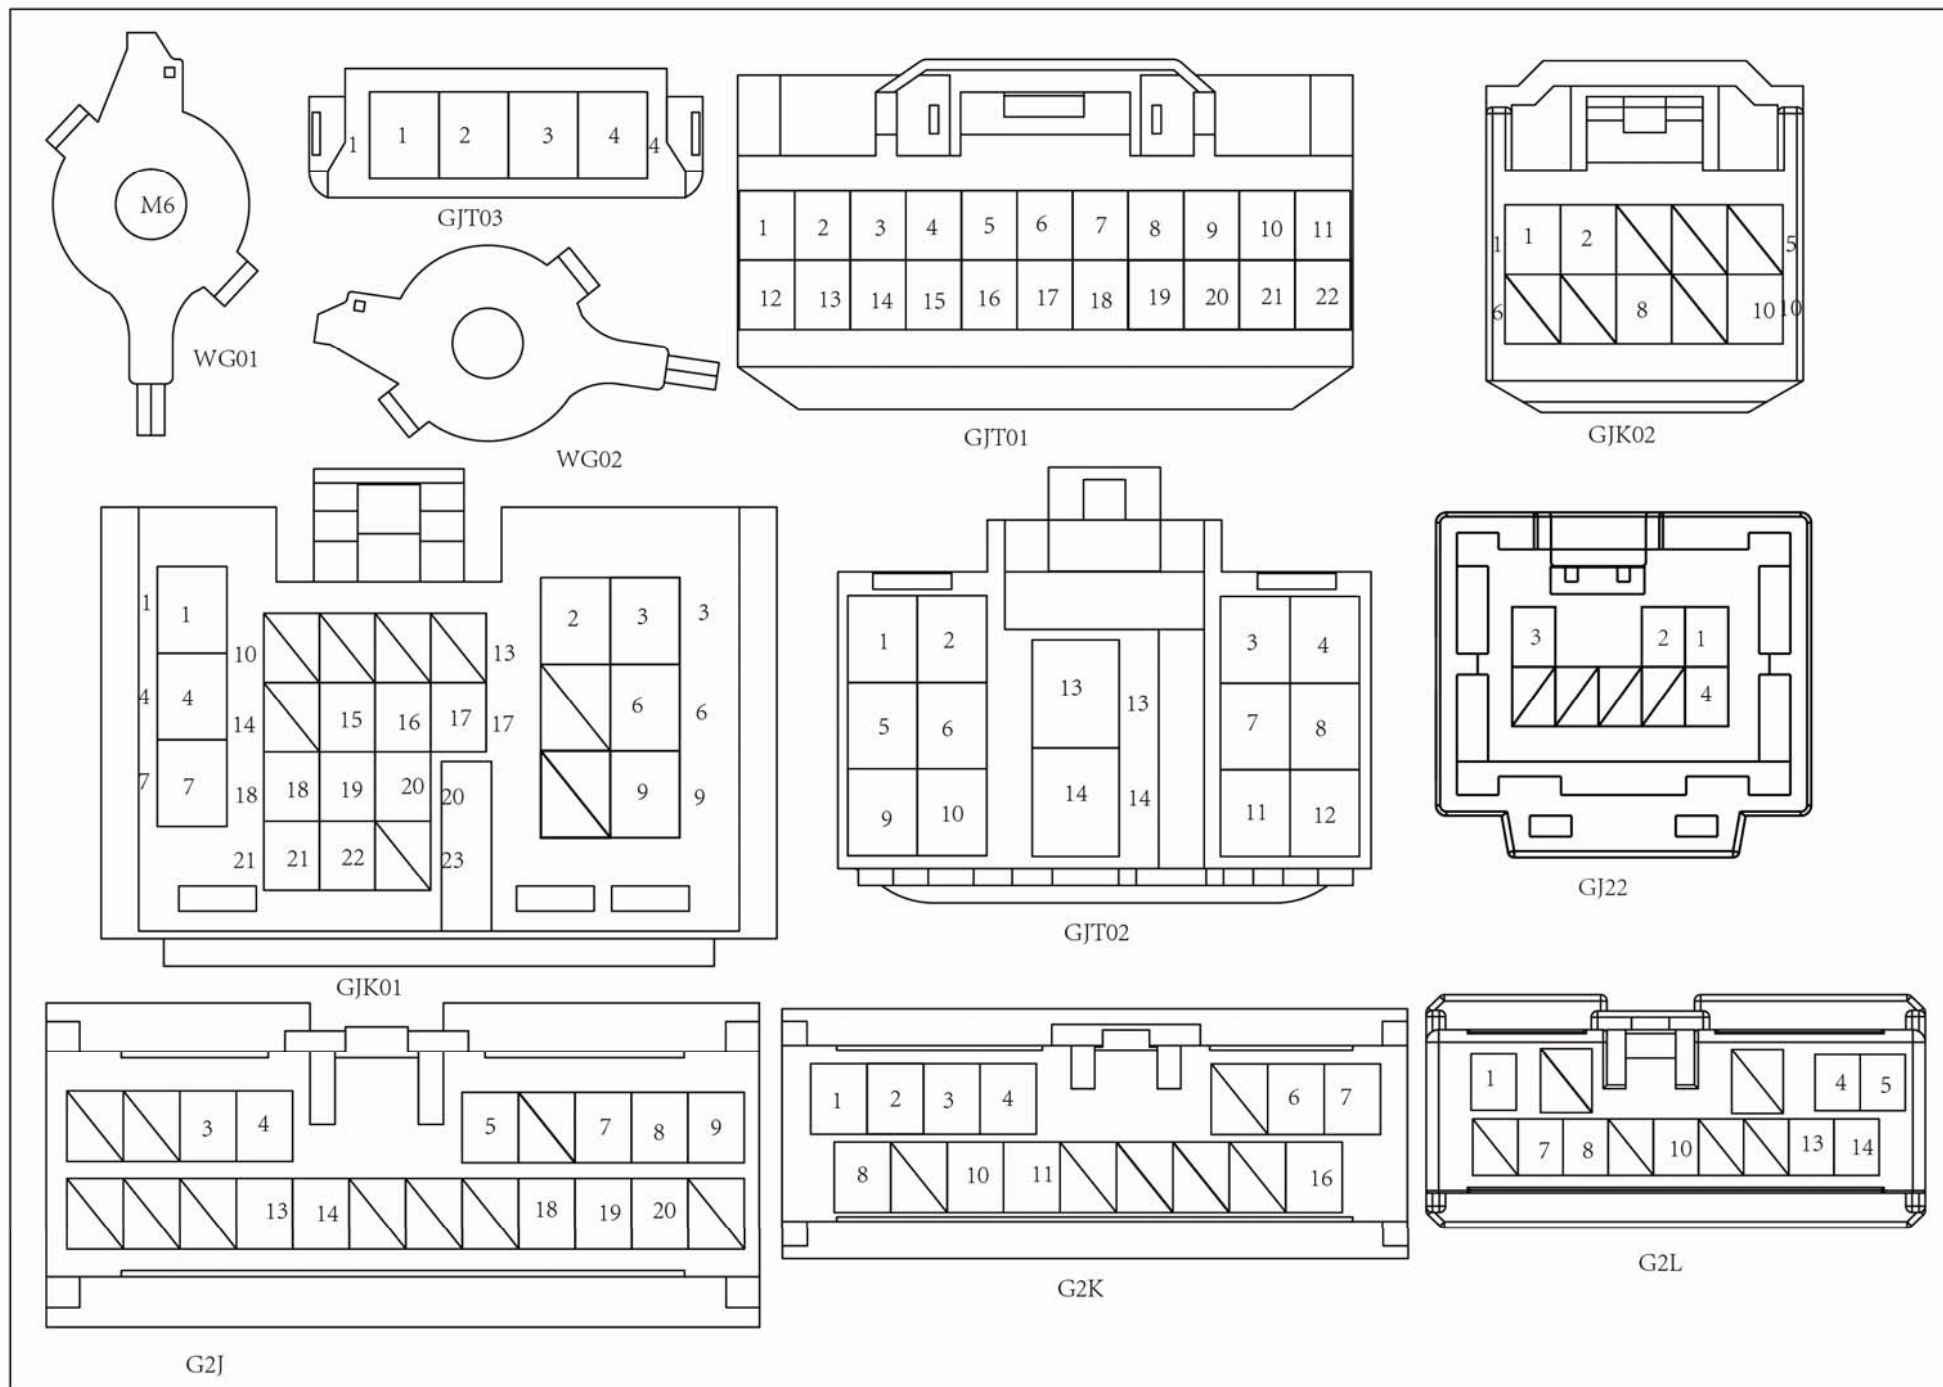 M6
WG01
1 1 2 3 4 4
GJT03
WG02
1 2 3 4 5 6 7 8 9 10 11
12 13 14 15 16 17 18 19 20 21 22
GJT01
1 1 2 5
6 8 10 10
GJK02
1 1 2 3 3
10 13
4 4 6 6
14 15 16 17 17
7 7 9 9
18 18 19 20 20
21 21 22 23
GJK01
1 2 3 4
13 13
5 6 7 8
14 14
9 10 11 12
GJT02
3 2 1
4
GJ22
3 4 5 7 8 9
13 14 18 19 20
G2J
1 2 3 4 6 7
8 10 11 16
G2K
1 4 5
7 8 10 13 14
G2L